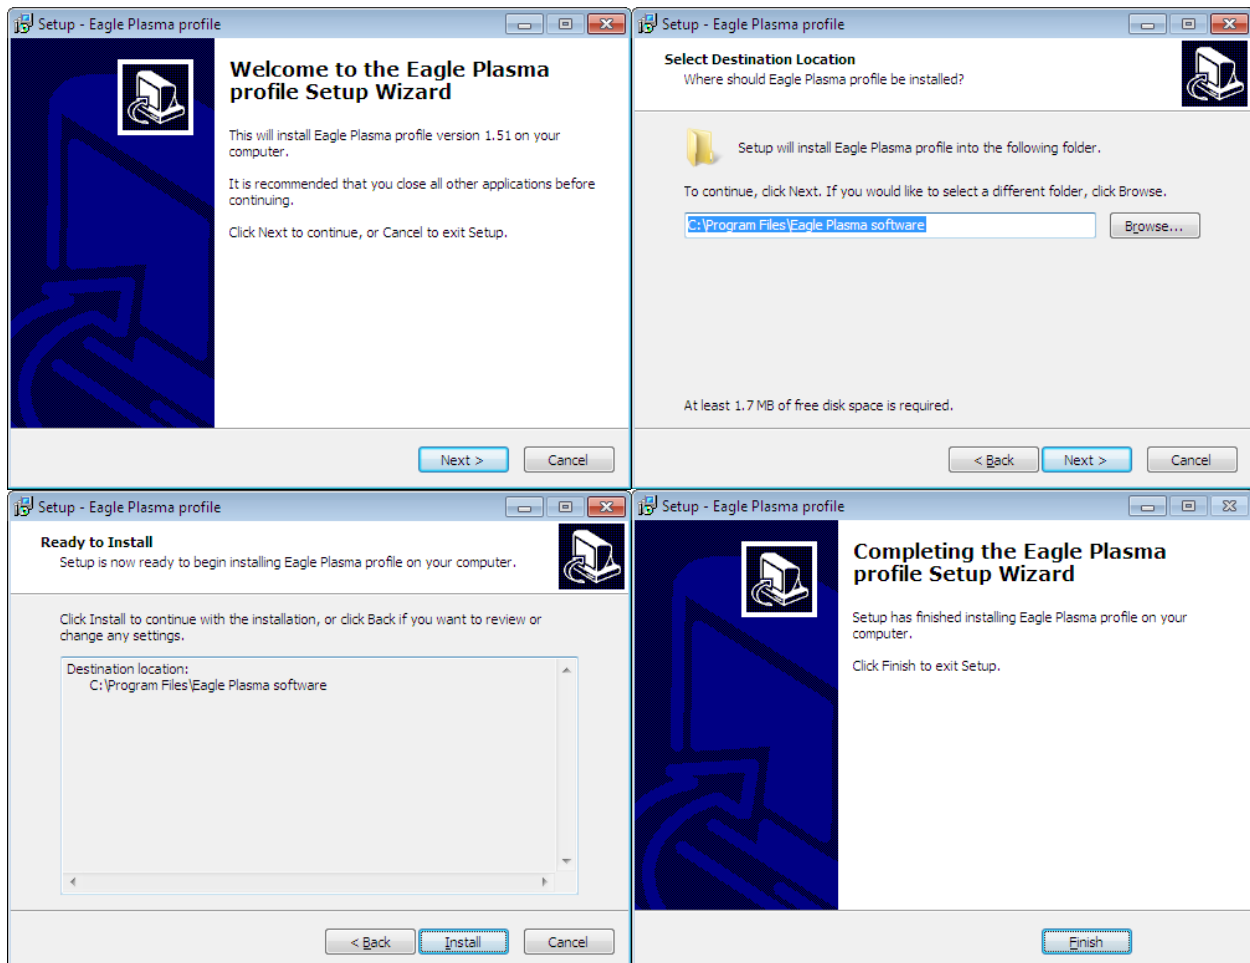 Setup - Eagle Plasma profile
Welcome to the Eagle Plasma
profile Setup Wizard
This will install Eagle Plasma profile version 1.51 on your
computer.
It is recommended that you close all other applications before
continuing.
Click Next to continue, or Cancel to exit Setup.
Next >
Cancel
Setup - Eagle Plasma profile
Select Destination Location
Where should Eagle Plasma profile be installed?
Setup will install Eagle Plasma profile into the following folder.
To continue, click Next. If you would like to select a different folder, click Browse.
C:\Program Files\Eagle Plasma software
Browse...
At least 1.7 MB of free disk space is required.
< Back
Next >
Cancel
Setup - Eagle Plasma profile
Ready to Install
Setup is now ready to begin installing Eagle Plasma profile on your computer.
Click Install to continue with the installation, or click Back if you want to review or
change any settings.
Destination location:
C:\Program Files\Eagle Plasma software
< Back
Install
Cancel
Setup - Eagle Plasma profile
Completing the Eagle Plasma
profile Setup Wizard
Setup has finished installing Eagle Plasma profile on your
computer.
Click Finish to exit Setup.
Finish